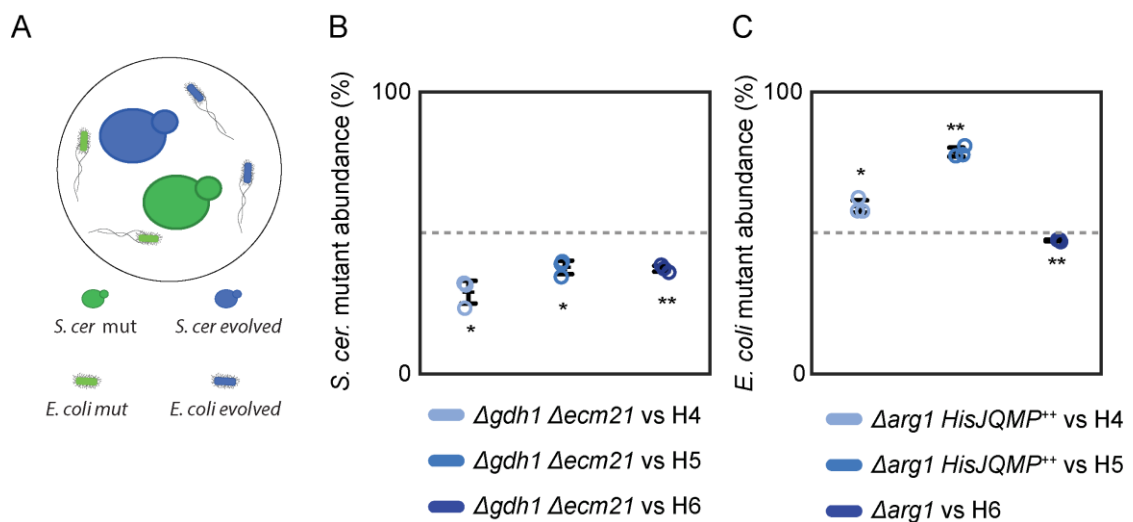 A
S. cer mut
S. cer evolved
E. coli mut
E. coli evolved
B
S. cer. mutant abundance (%)
100
0
*
*
**
Δgdh1 Δecm21 vs H4
Δgdh1 Δecm21 vs H5
Δgdh1 Δecm21 vs H6
C
E. coli mutant abundance (%)
100
0
*
**
**
Δarg1 HisJQMP++ vs H4
Δarg1 HisJQMP++ vs H5
Δarg1 vs H6